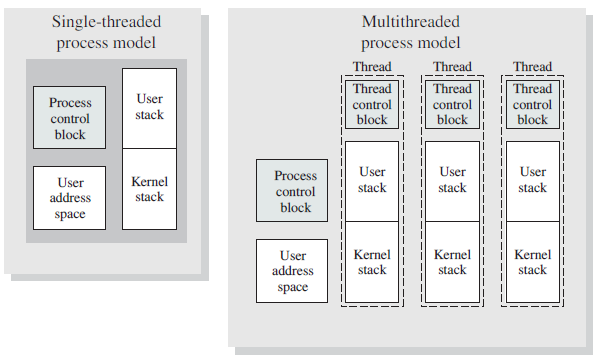 Single-threaded
process model
Process
control
block
User
stack
User
address
space
Kernel
stack
Multithreaded
process model
Thread
Thread
Thread
Thread
control
block
Thread
control
block
Thread
control
block
Process
control
block
User
stack
User
stack
User
stack
User
address
space
Kernel
stack
Kernel
stack
Kernel
stack